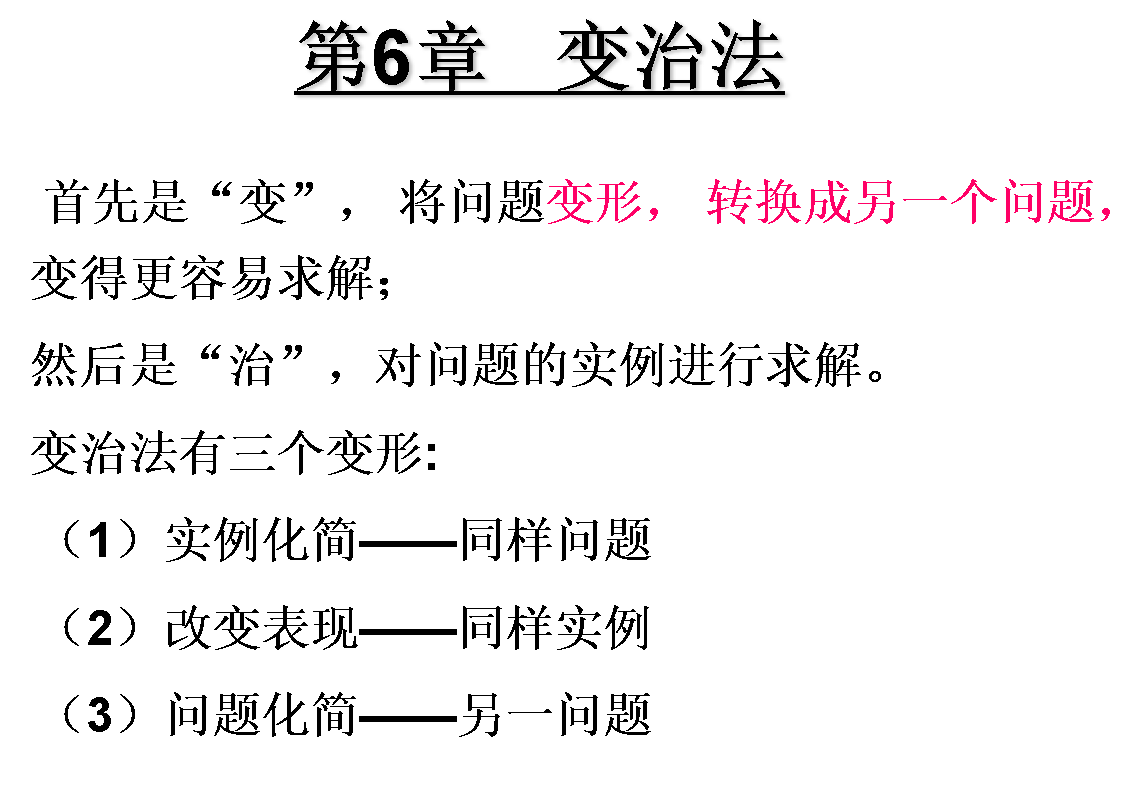 第6章　变治法
首先是“变”， 将问题变形， 转换成另一个问题，
变得更容易求解；
然后是“治”，对问题的实例进行求解。
变治法有三个变形：
（1）实例化简——同样问题
（2）改变表现——同样实例
（3）问题化简——另一问题